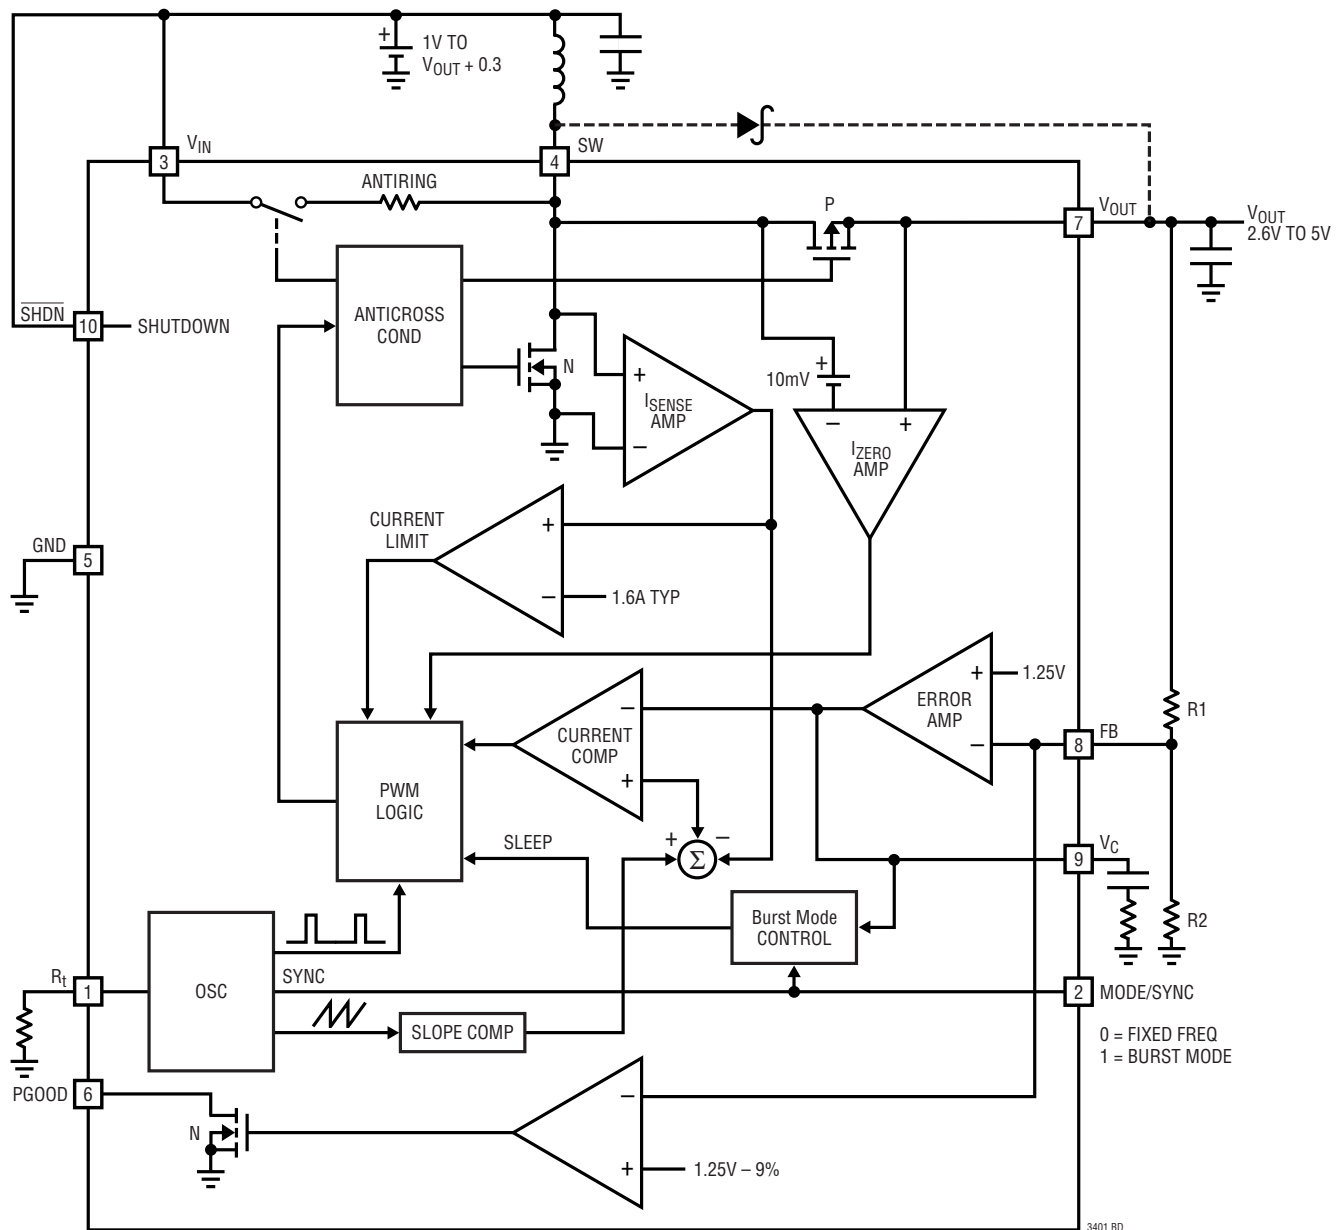 +
1V TO
VOUT + 0.3
VIN
3
4
SW
ANTIRING
P
VOUT
7
VOUT
2.6V TO 5V
SHDN
10
SHUTDOWN
ANTICROSS
COND
N
+
ISENSE
AMP
–
+
10mV
–
+
IZERO
AMP
CURRENT
LIMIT
+
–
1.6A TYP
GND
5
+
1.25V
ERROR
AMP
–
R1
FB
8
PWM
LOGIC
–
CURRENT
COMP
+
+
–
Σ
SLEEP
VC
9
R2
Burst Mode
CONTROL
Rt
1
OSC
SYNC
2
MODE/SYNC
0 = FIXED FREQ
1 = BURST MODE
SLOPE COMP
PGOOD
6
N
–
+
1.25V – 9%
3401 BD